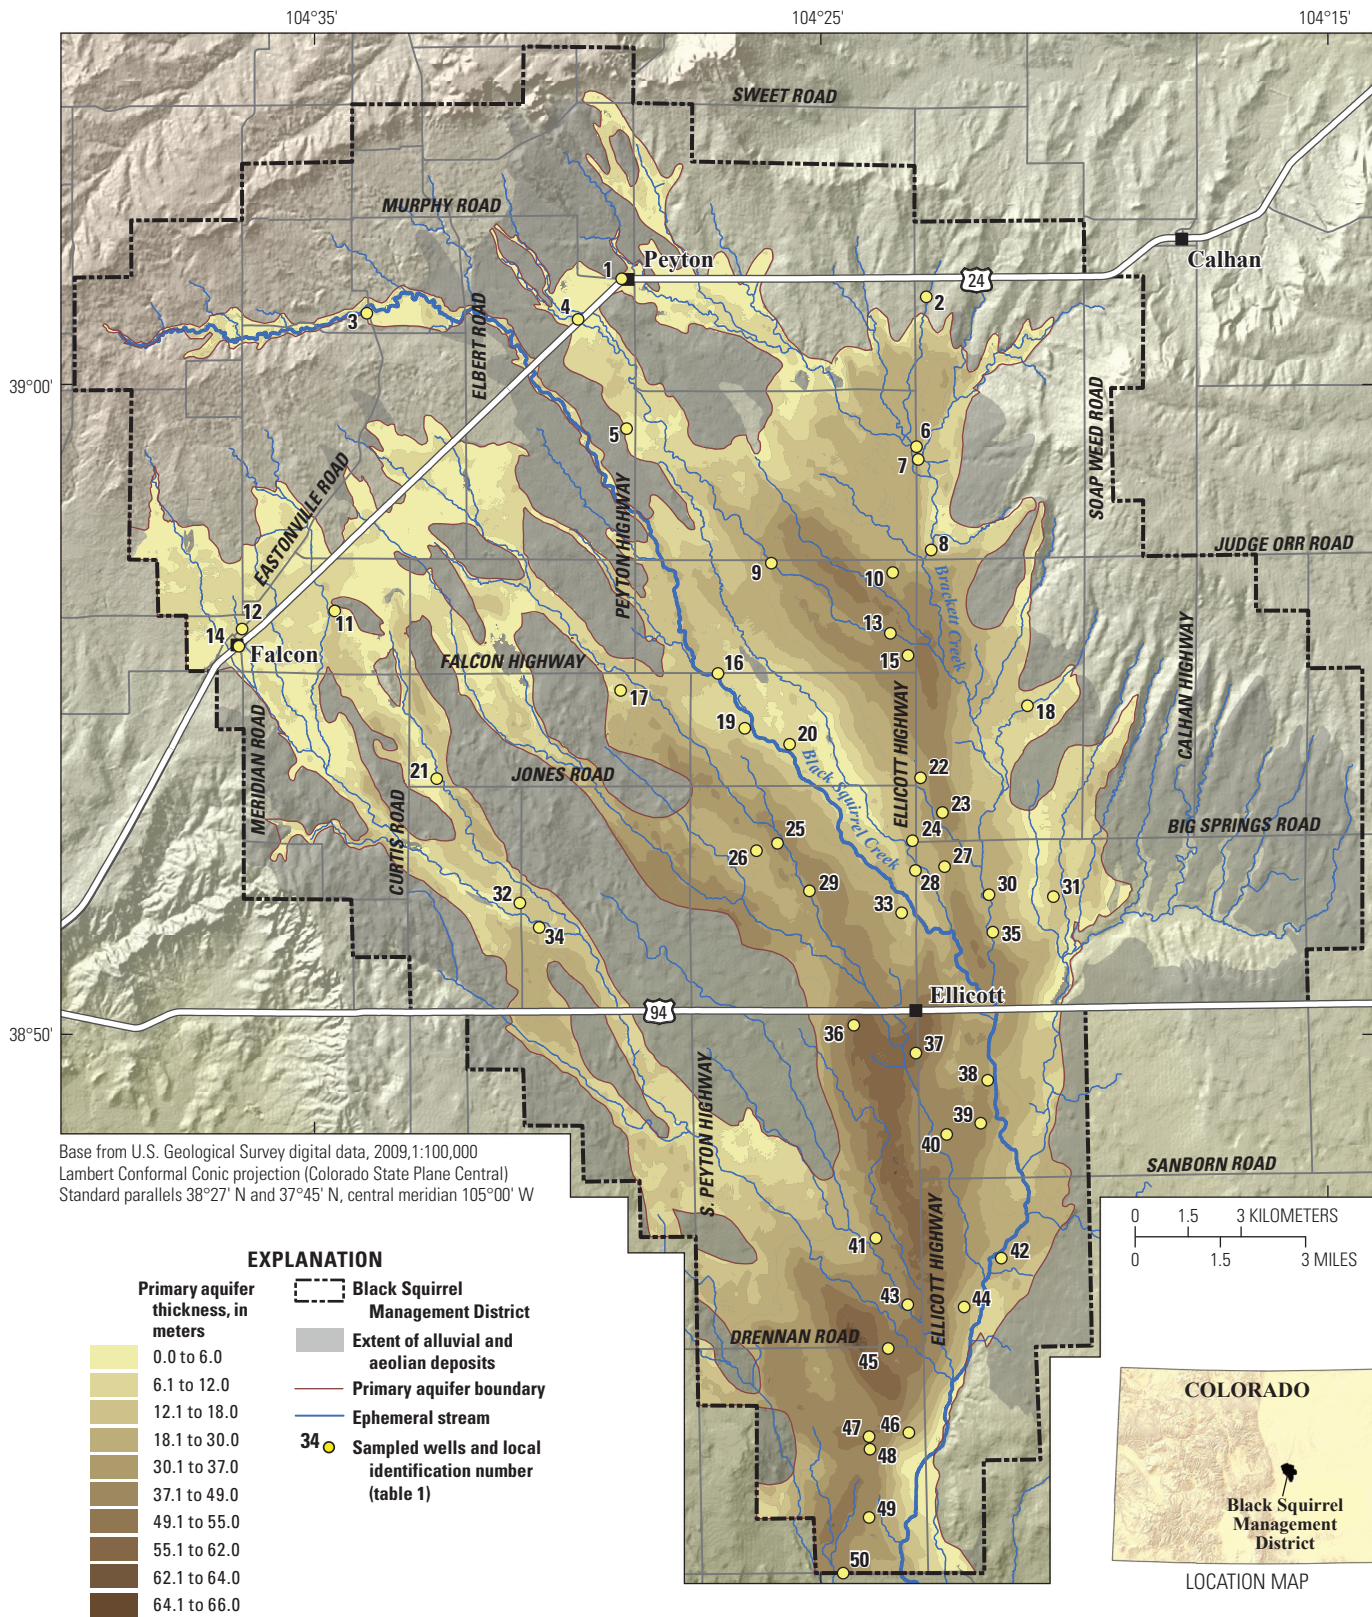 104°35'
104°25'
104°15'
SWEET ROAD
MURPHY ROAD
Peyton
Calhan
24
1
2
3
4
ELBERT ROAD
39°00'
SOAP WED ROAD
5
6
7
EASTONVILLE ROAD
PEYTON HIGHWAY
8
JUDGE ORR ROAD
9
10
Brackett Creek
11
12
13
14
Falcon
15
FALCON HIGHWAY
16
17
18
CALHAN HIGHWAY
MERIDIAN ROAD
19
20
ELLICOTT HIGHWAY
Black Squirrel Creek
21
JONES ROAD
22
23
CURTIS ROAD
24
BIG SPRINGS ROAD
25
26
27
28
29
30
31
32
33
34
35
Ellicott
94
38°50'
36
37
38
39
40
S. PEYTON HIGHWAY
SANBORN ROAD
41
42
ELLICOTT HIGHWAY
43
44
DRENNAN ROAD
45
46
47
48
49
50
Base from U.S. Geological Survey digital data, 2009,1:100,000
Lambert Conformal Conic projection (Colorado State Plane Central)
Standard parallels 38°27' N and 37°45' N, central meridian 105°00' W
0 1.5 3 KILOMETERS
0 1.5 3 MILES
EXPLANATION
Primary aquifer
thickness, in
meters
0.0 to 6.0
6.1 to 12.0
12.1 to 18.0
18.1 to 30.0
30.1 to 37.0
37.1 to 49.0
49.1 to 55.0
55.1 to 62.0
62.1 to 64.0
64.1 to 66.0
Black Squirrel
Management District
Extent of alluvial and
aeolian deposits
Primary aquifer boundary
Ephemeral stream
34
Sampled wells and local
identification number
(table 1)
COLORADO
Black Squirrel
Management
District
LOCATION MAP